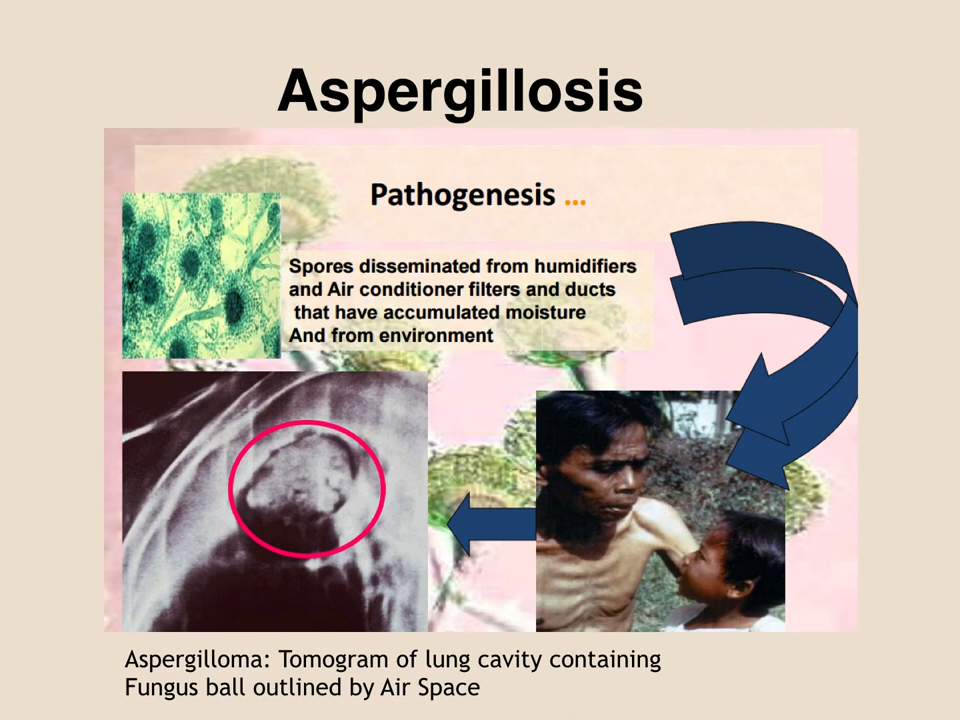 Aspergillosis
Pathogenesis ...
Spores disseminated from humidifiers
and Air conditioner filters and ducts
that have accumulated moisture
And from environment
Aspergilloma: Tomogram of lung cavity containing
Fungus ball outlined by Air Space